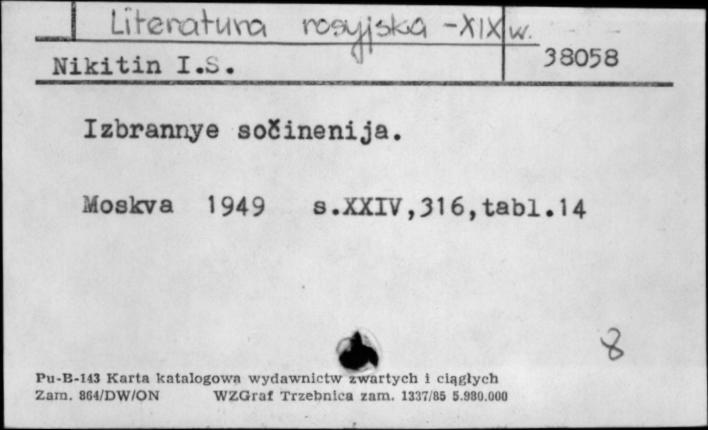 Literatura rosyjska - XIX w.
Nikitin I.S. 38058
Izbrannye sočinenija.
Moskva 1949 s.XXIV,316,tabl.14
8
Pu-B-143 Karta katalogowa wydawnictw zwartych i ciągłych
Zam. 864/DW/ON WZGraf Trzebnica zam. 1337/85 5.980.000